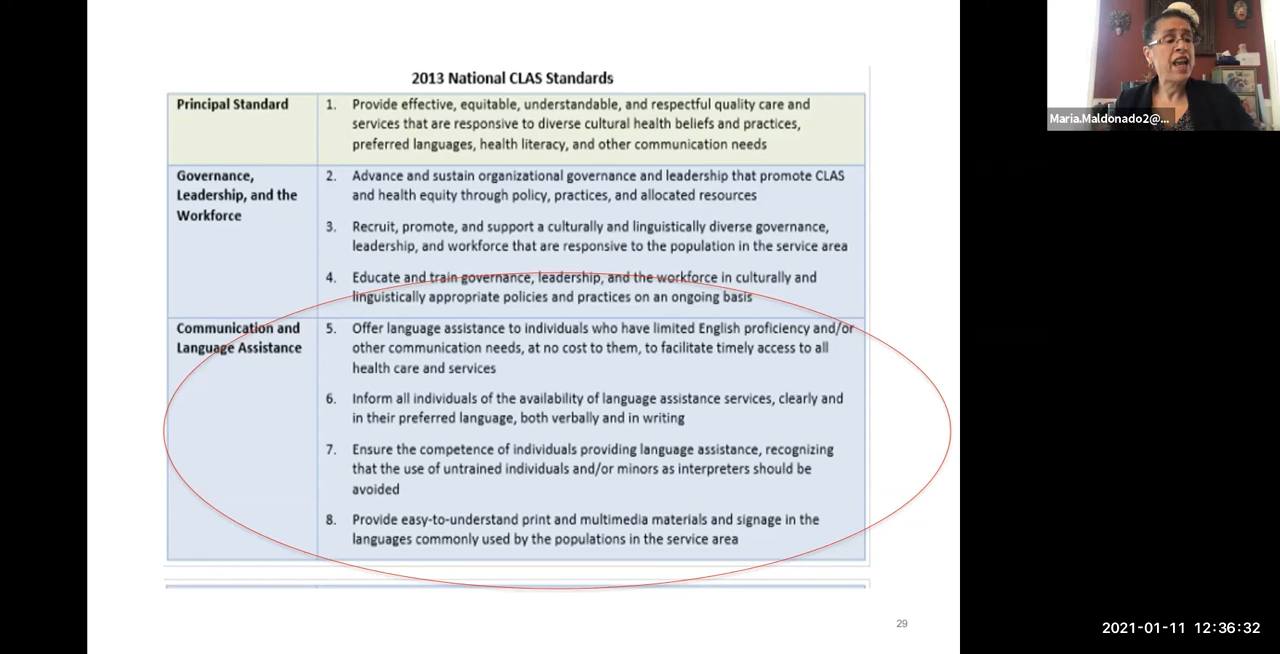 2013 National CLAS Standards
Principal Standard
1. Provide effective, equitable, understandable, and respectful quality care and
services that are responsive to diverse cultural health beliefs and practices,
preferred languages, health literacy, and other communication needs
Governance,
Leadership, and the
Workforce
2. Advance and sustain organizational governance and leadership that promote CLAS
and health equity through policy, practices, and allocated resources
3. Recruit, promote, and support a culturally and linguistically diverse governance,
leadership, and workforce that are responsive to the population in the service area
4. Educate and train governance, leadership, and the workforce in culturally and
linguistically appropriate policies and practices on an ongoing basis
Communication and
Language Assistance
5. Offer language assistance to individuals who have limited English proficiency and/or
other communication needs, at no cost to them, to facilitate timely access to all
health care and services
6. Inform all individuals of the availability of language assistance services, clearly and
in their preferred language, both verbally and in writing
7. Ensure the competence of individuals providing language assistance, recognizing
that the use of untrained individuals and/or minors as interpreters should be
avoided
8. Provide easy-to-understand print and multimedia materials and signage in the
languages commonly used by the populations in the service area
29
Maria.Maldonado2@...
2021-01-11 12:36:32